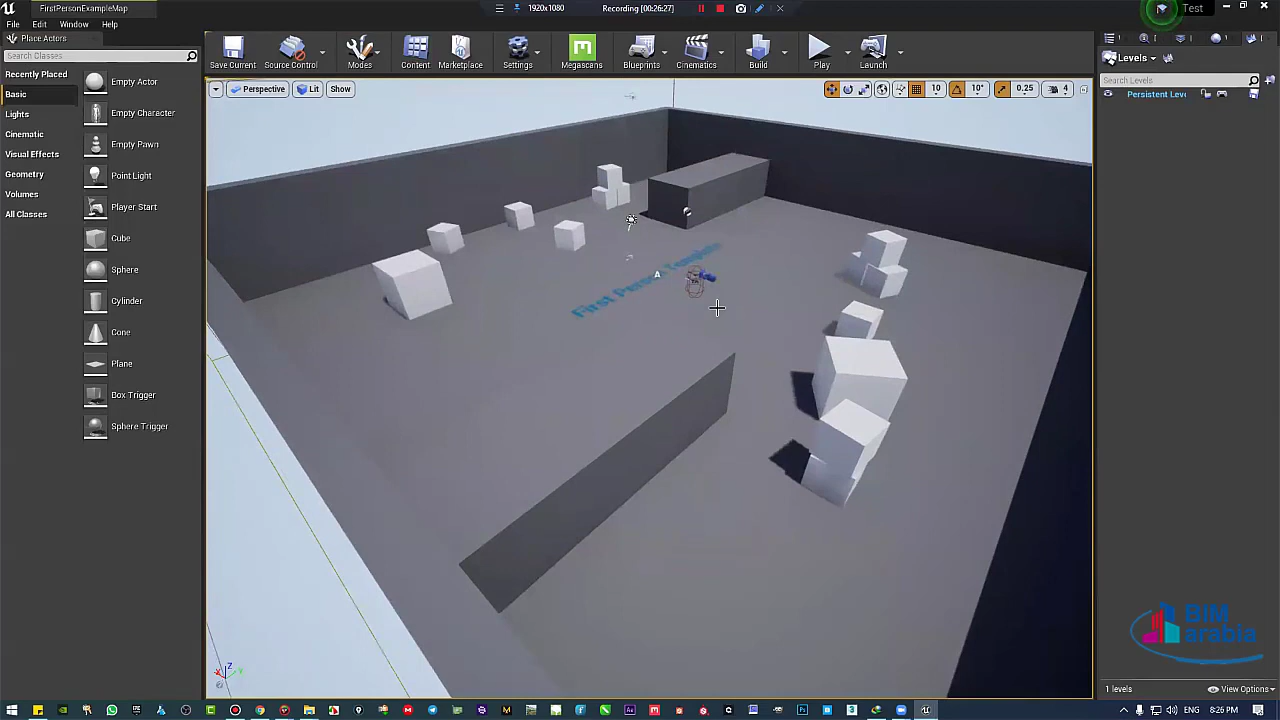 FirstPersonExampleMap
1920x1080
Recording [00:26:27]
Test
File
Edit
Window
Help
Place Actors
Search Classes
Recently Placed
Basic
Lights
Cinematic
Visual Effects
Geometry
Volumes
All Classes
Empty Actor
Empty Character
Empty Pawn
Point Light
Player Start
Cube
Sphere
Cylinder
Cone
Plane
Box Trigger
Sphere Trigger
Save Current
Source Control
Modes
Content
Marketplace
Settings
Megascans
Blueprints
Cinematics
Build
Play
Launch
Perspective
Lit
Show
10
10°
0.25
4
First Person Template
Levels
Search Levels
Persistent Leve
BIM
arabia
1 levels
View Options
Z
X
Y
ENG
8:26 PM